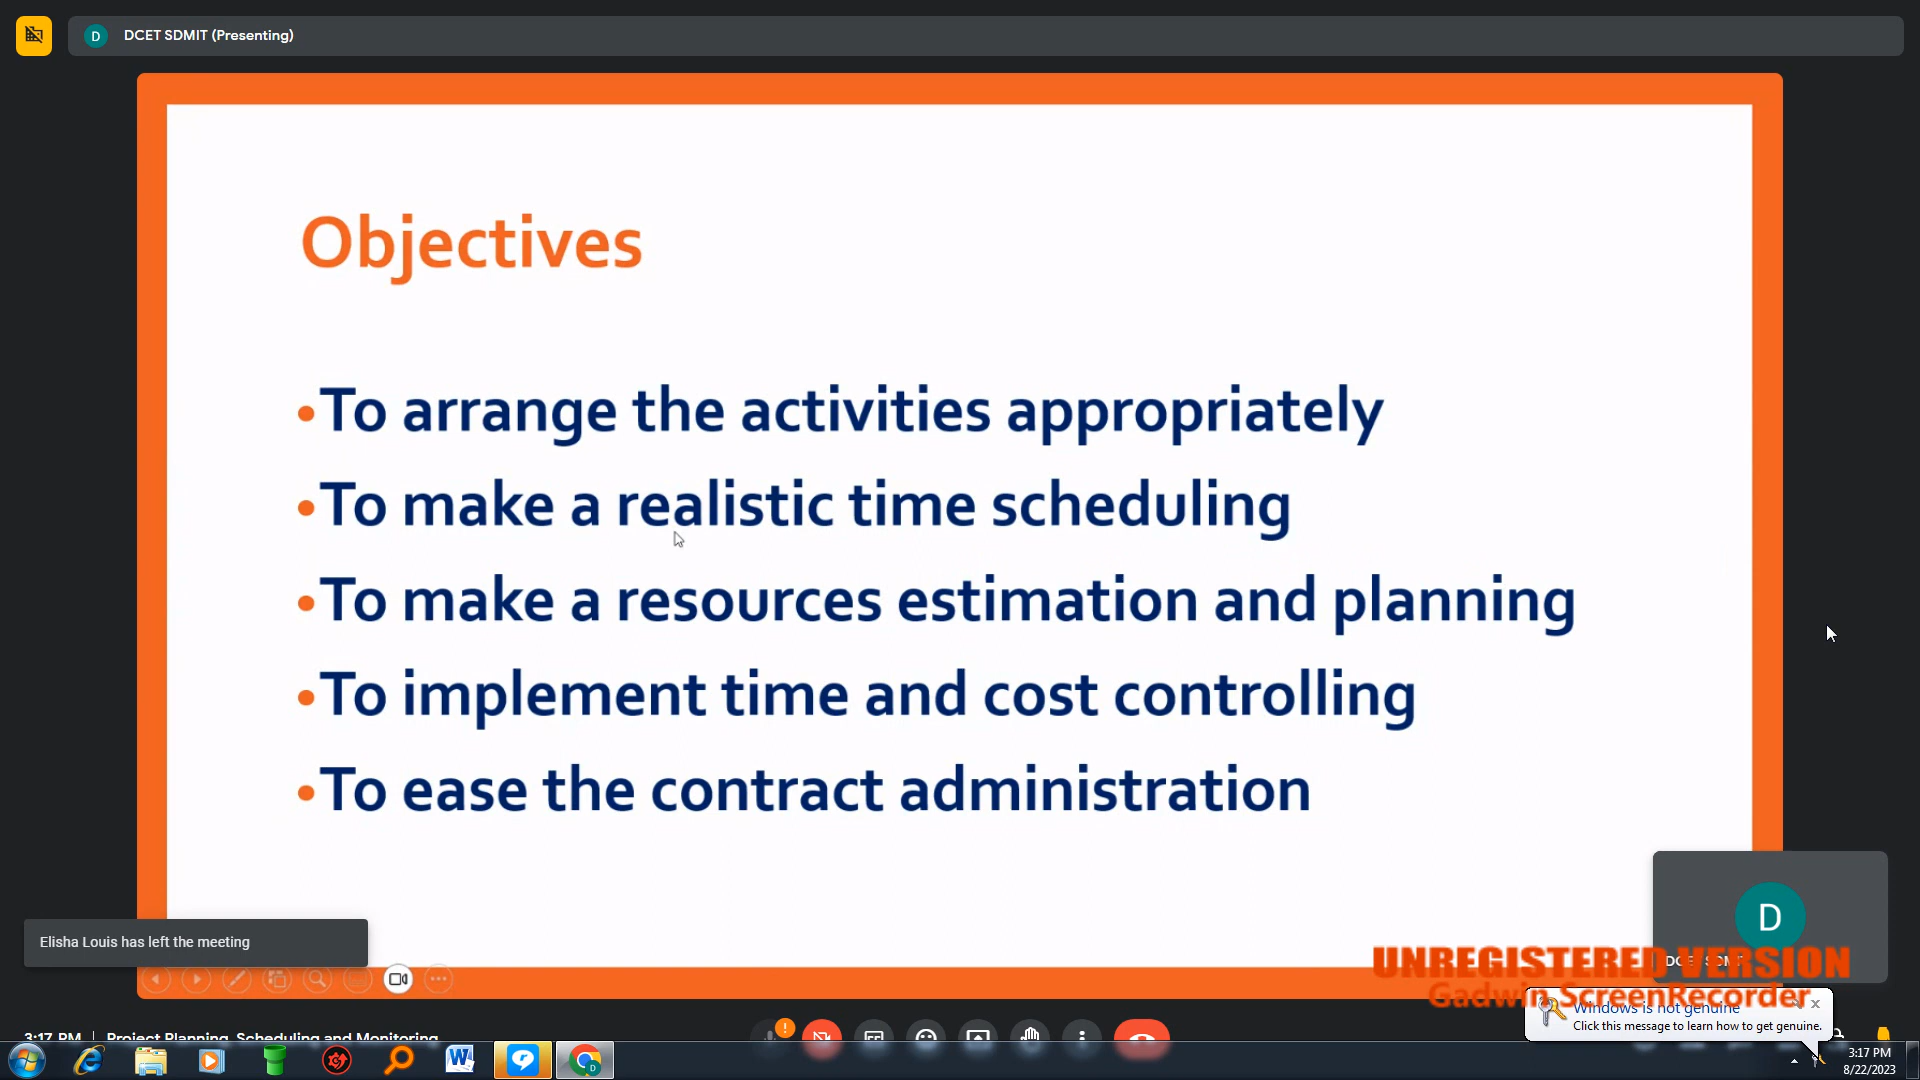 D DCET SDMIT (Presenting)
Objectives
•To arrange the activities appropriately
•To make a realistic time scheduling
•To make a resources estimation and planning
•To implement time and cost controlling
•To ease the contract administration
D
Elisha Louis has left the meeting
UNREGISTERED VERSION
Gadwin ScreenRecorder
Windows is not genuine
Click this message to learn how to get genuine.
3:17 PM | Project Planning, Scheduling and Monitoring
3:17 PM
8/22/2023